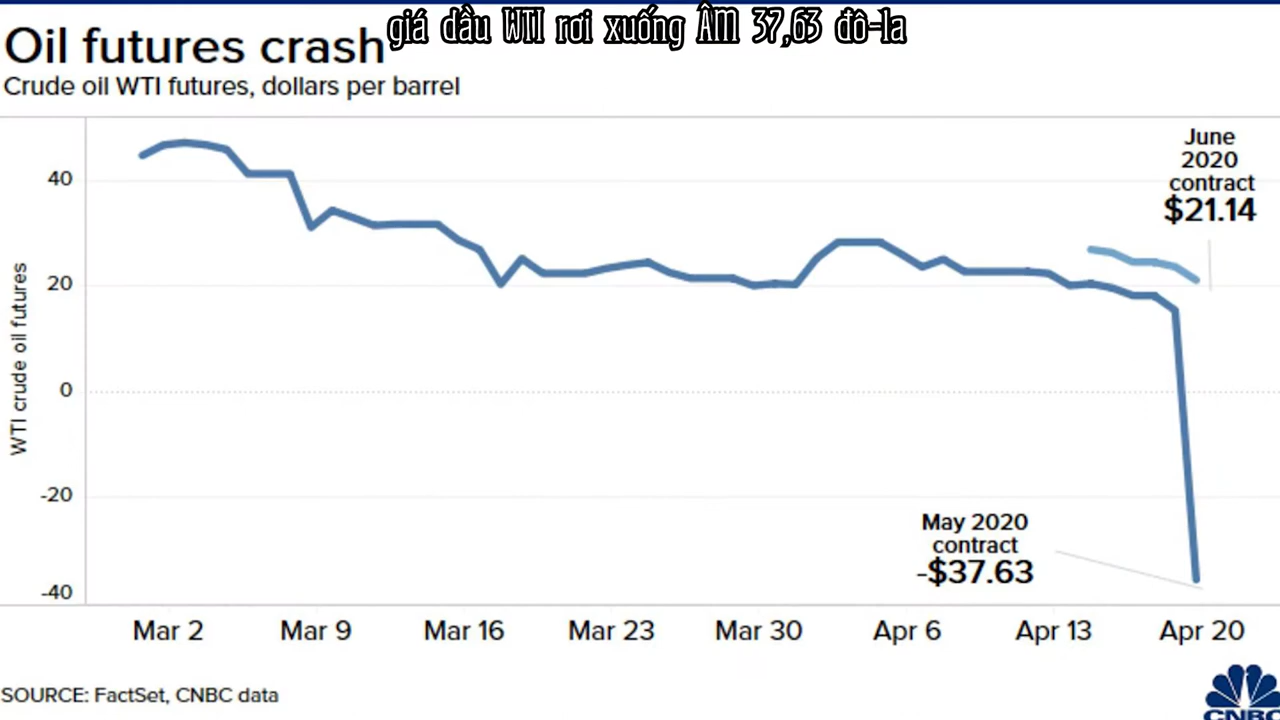 giá dầu WTI rơi xuống ÂM 37,63 đô-la
Oil futures crash
Crude oil WTI futures, dollars per barrel
June
2020
contract
$21.14
40
20
0
-20
-40
WTI crude oil futures
May 2020
contract
-$37.63
Mar 2
Mar 9
Mar 16
Mar 23
Mar 30
Apr 6
Apr 13
Apr 20
SOURCE: FactSet, CNBC data
CNBC